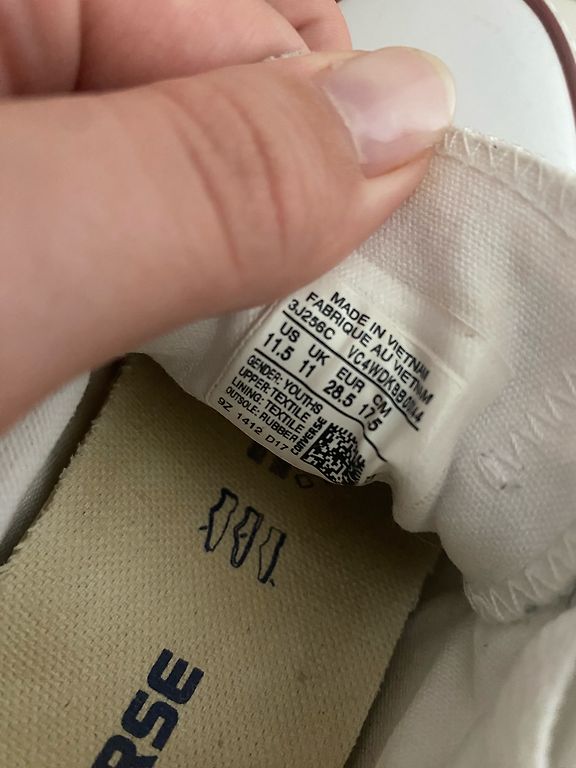 MADE IN VIETNAM
FABRIQUE AU VIETNAM
3J256C
US UK EUR CM
11.5 11 28.5 17.5
GENDER: YOUTHS
UPPER: TEXTILE
LINING: TEXTILE
OUTSOLE: RUBBER
9Z 1412 D17
CONVERSE
RSE